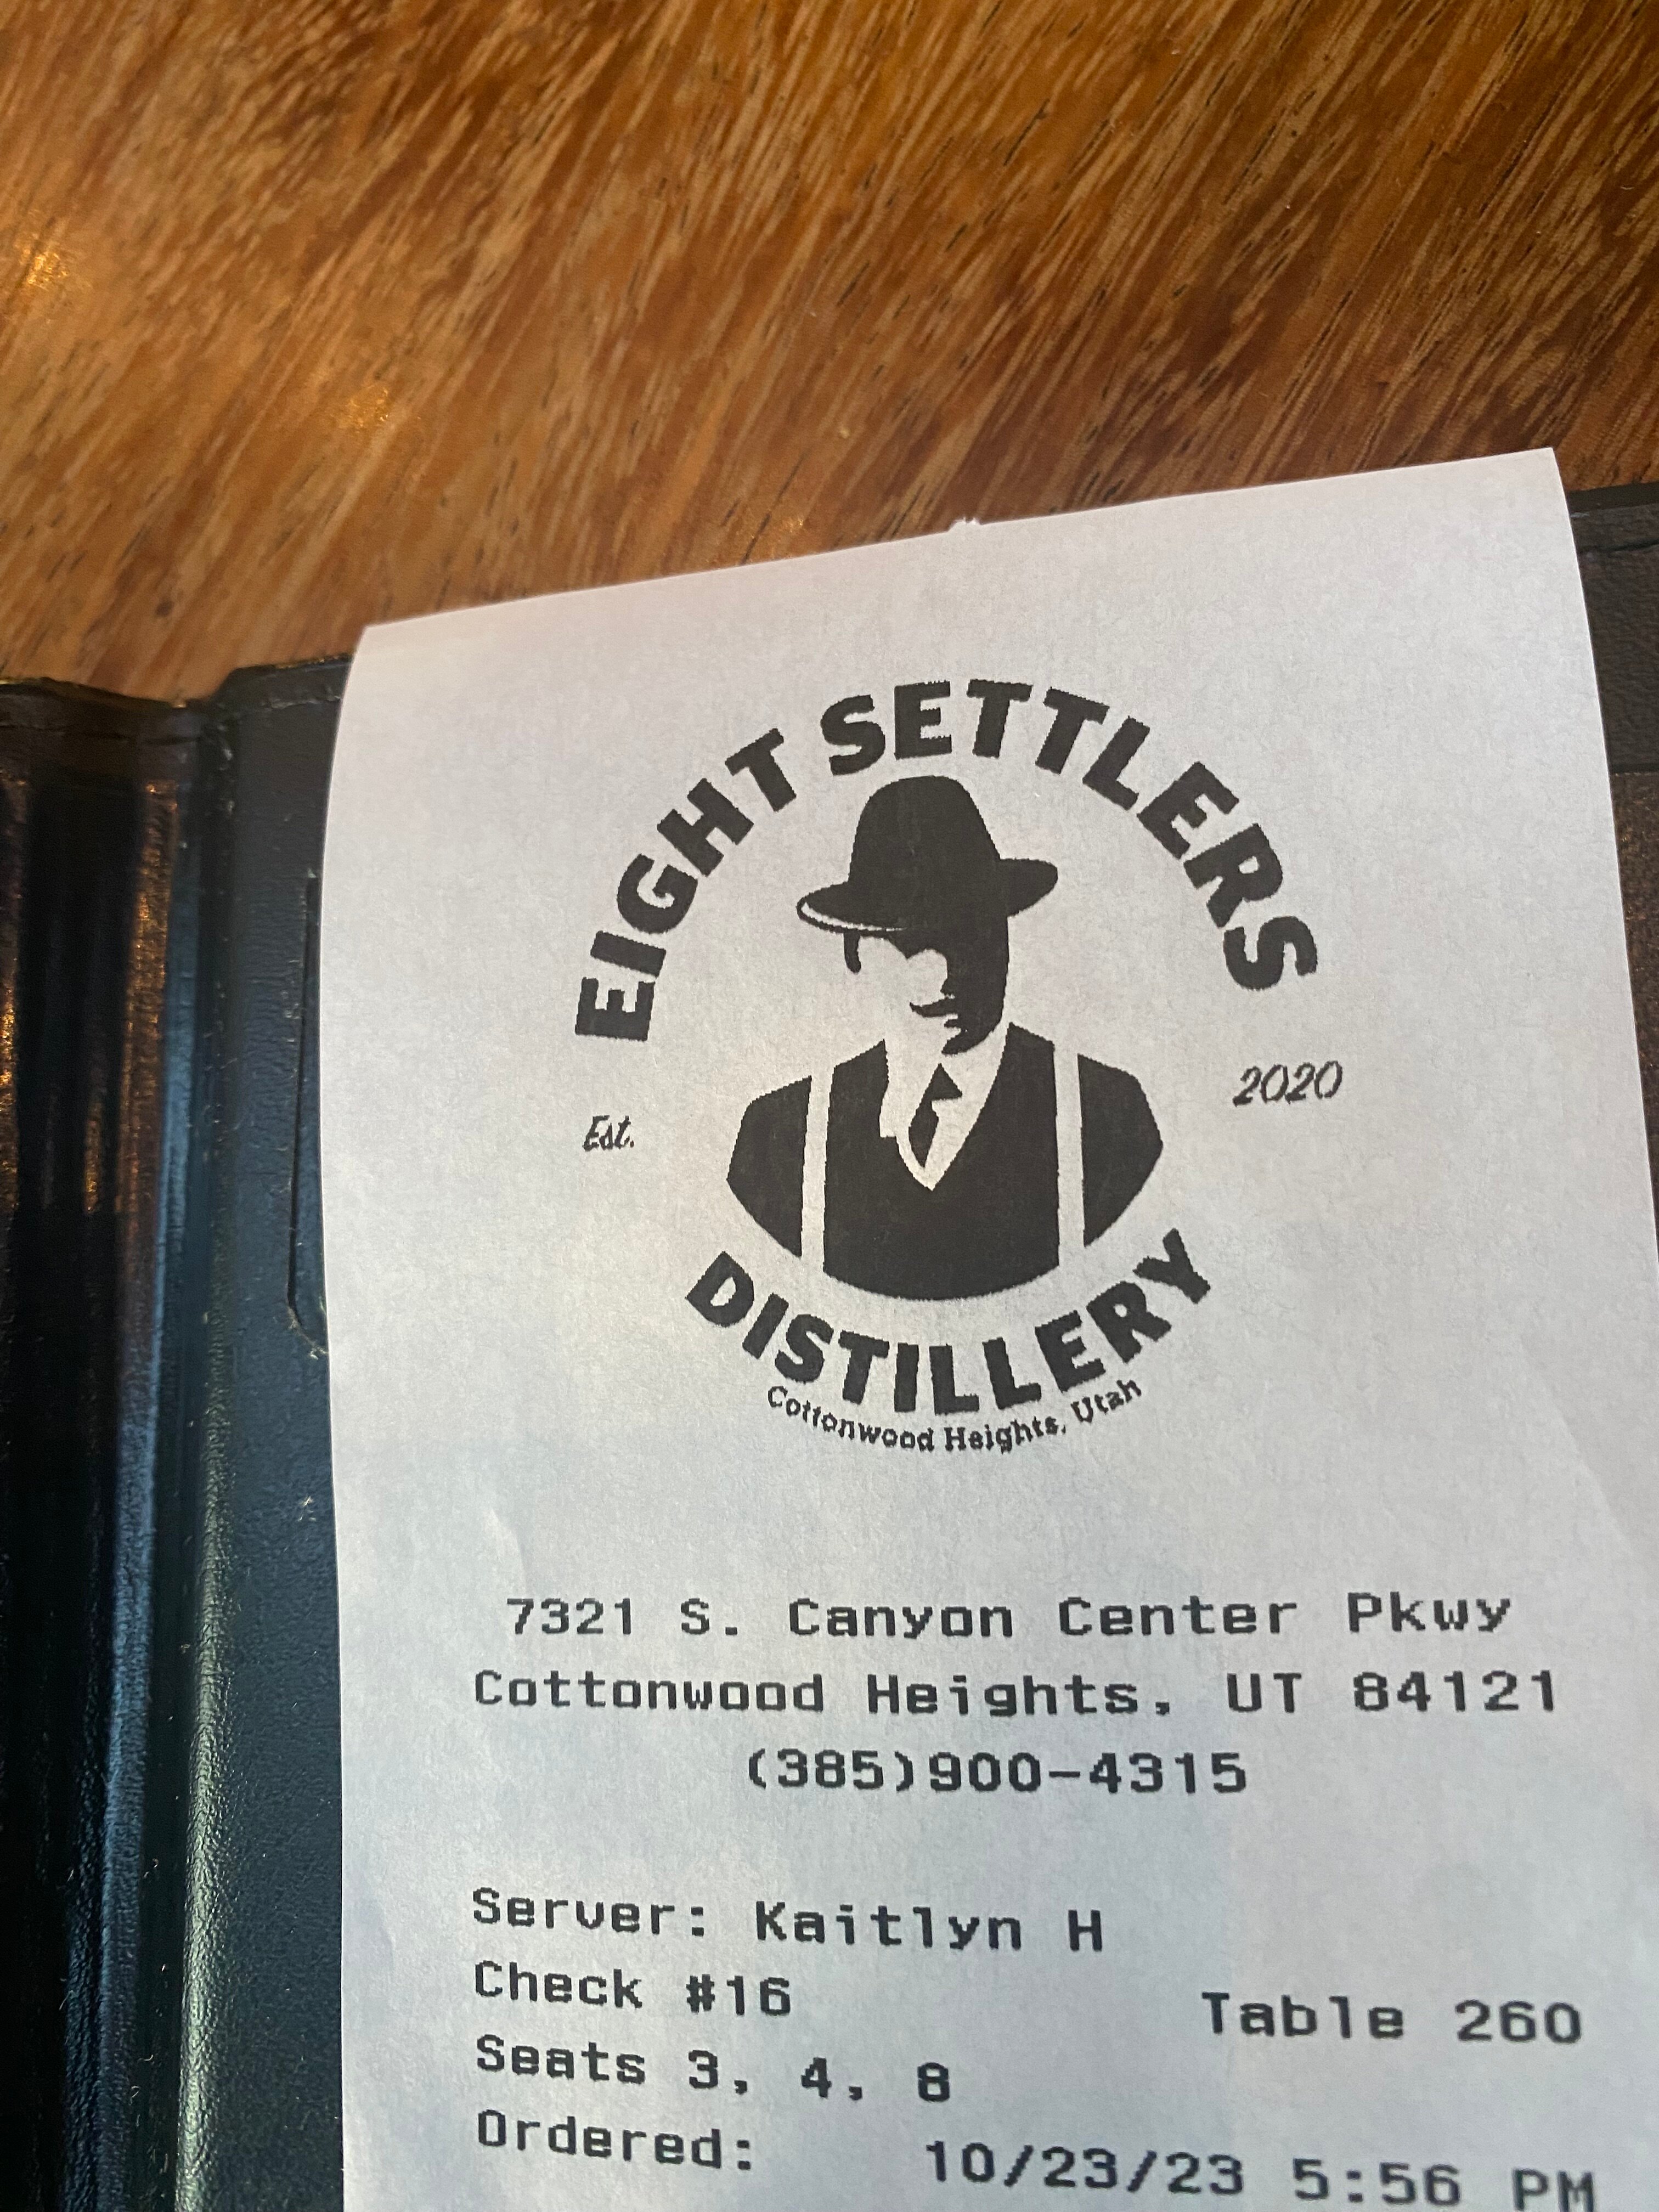 EIGHT SETTLERS
Est. 2020
DISTILLERY
Cottonwood Heights, Utah
7321 S. Canyon Center Pkwy
Cottonwood Heights, UT 84121
(385)900-4315
Server: Kaitlyn H
Check #16 Table 260
Seats 3, 4, 8
Ordered: 10/23/23 5:56 PM